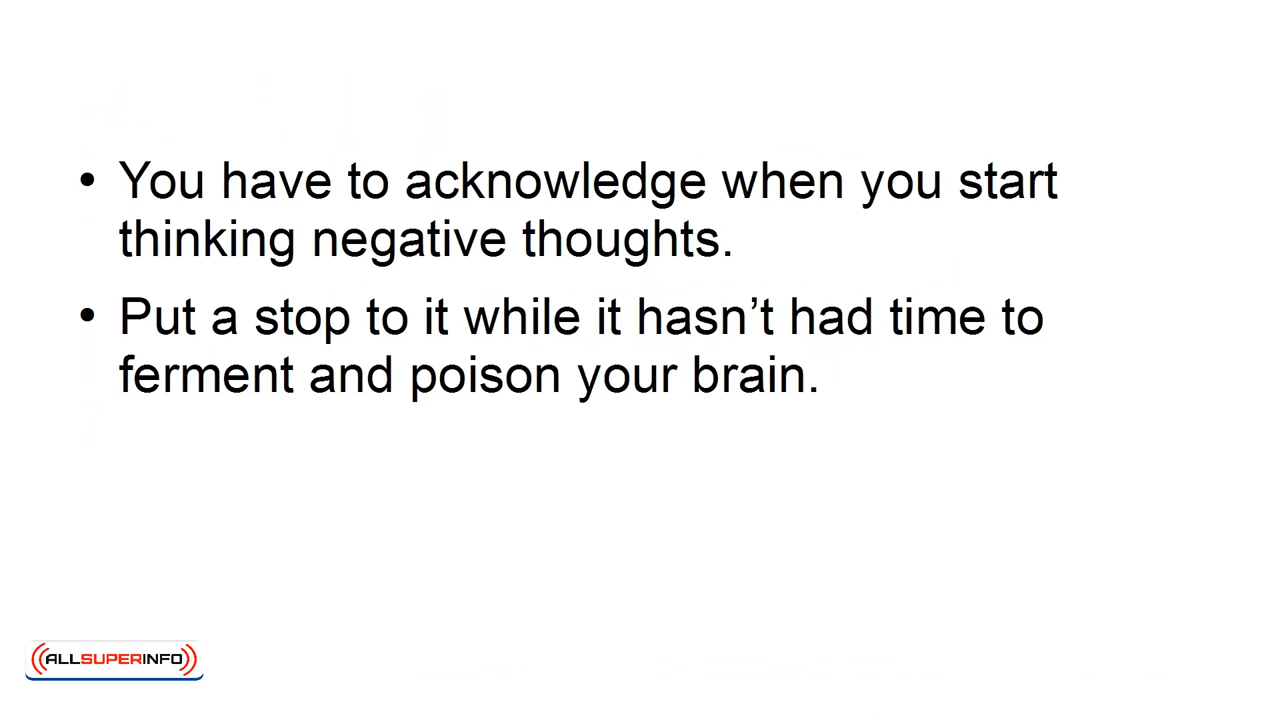 • You have to acknowledge when you start
thinking negative thoughts.
• Put a stop to it while it hasn’t had time to
ferment and poison your brain.
ALLSUPERINFO